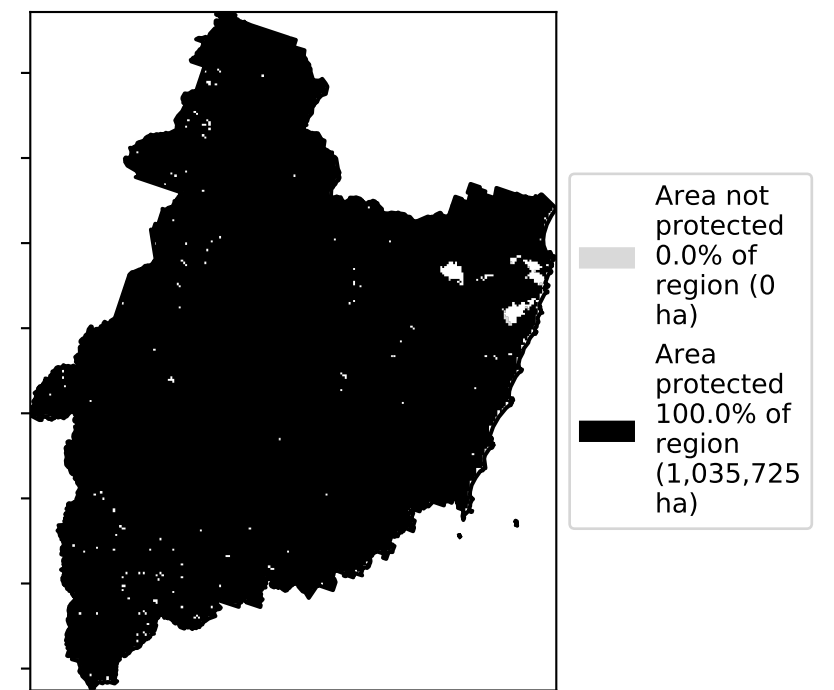 Area not
protected
0.0% of
region (0
ha)
Area
protected
100.0% of
region
(1,035,725
ha)